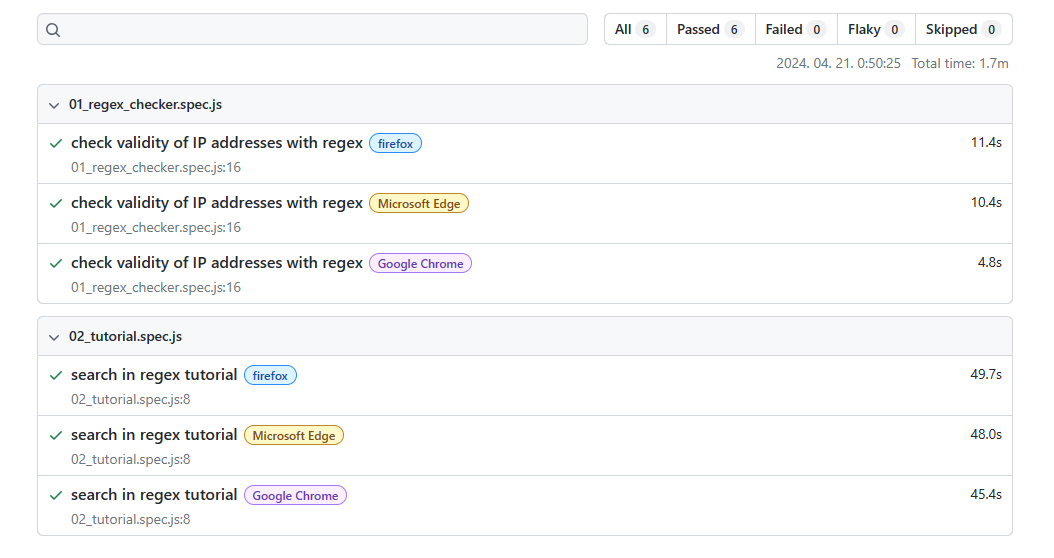 All 6 Passed 6 Failed 0 Flaky 0 Skipped 0
2024. 04. 21. 0:50:25 Total time: 1.7m
01_regex_checker.spec.js
check validity of IP addresses with regex firefox 11.4s
01_regex_checker.spec.js:16
check validity of IP addresses with regex Microsoft Edge 10.4s
01_regex_checker.spec.js:16
check validity of IP addresses with regex Google Chrome 4.8s
01_regex_checker.spec.js:16
02_tutorial.spec.js
search in regex tutorial firefox 49.7s
02_tutorial.spec.js:8
search in regex tutorial Microsoft Edge 48.0s
02_tutorial.spec.js:8
search in regex tutorial Google Chrome 45.4s
02_tutorial.spec.js:8